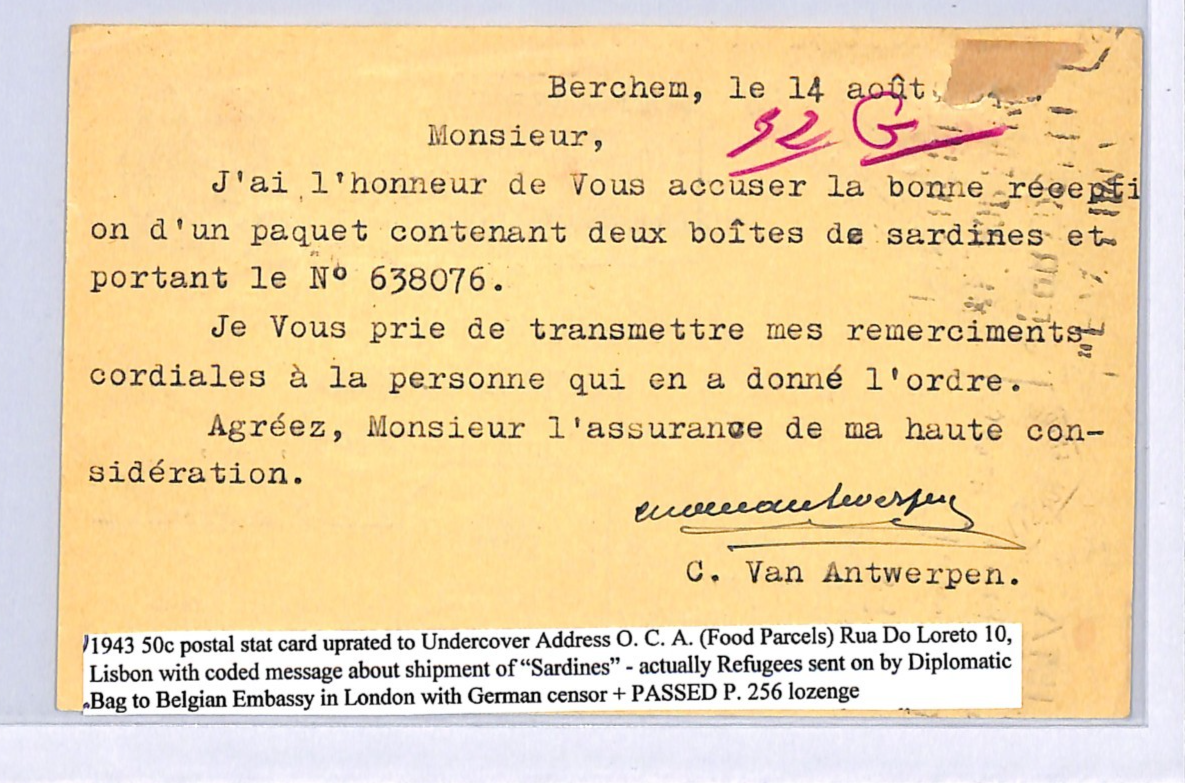 Berchem, le 14 août
52 G
Monsieur,
J'ai l'honneur de Vous accuser la bonne récepti
on d'un paquet contenant deux boîtes de sardines et
portant le Nº 638076.
Je Vous prie de transmettre mes remerciments
cordiales à la personne qui en a donné l'ordre.
Agréez, Monsieur l'assurance de ma haute con-
sidération.
C. Van Antwerpen.
1943 50c postal stat card uprated to Undercover Address O. C. A. (Food Parcels) Rua Do Loreto 10,
Lisbon with coded message about shipment of “Sardines” - actually Refugees sent on by Diplomatic
Bag to Belgian Embassy in London with German censor + PASSED P. 256 lozenge